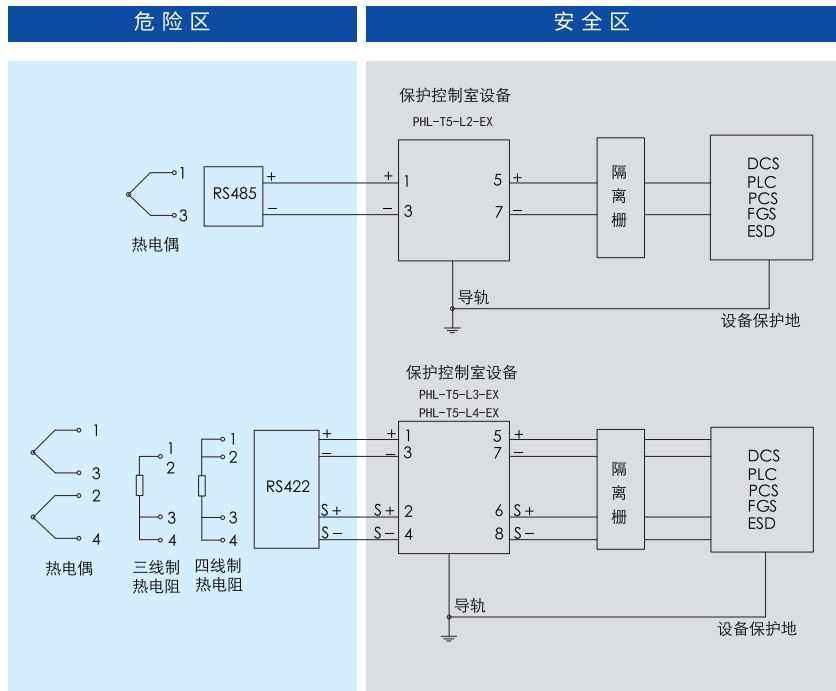 危险区
安全区
保护控制室设备
PHL-T5-L2-EX
1
3
热电偶
RS485
+
-
+
-
1
3
5
7
+
-
隔
离
栅
DCS
PLC
PCS
FGS
ESD
导轨
设备保护地
保护控制室设备
PHL-T5-L3-EX
PHL-T5-L4-EX
1
3
2
4
热电偶
1
2
3
4
三线制
热电阻
1
2
3
4
四线制
热电阻
RS422
+
-
S+
S-
+
-
S+
S-
1
3
2
4
5
7
6
8
+
-
S+
S-
隔
离
栅
DCS
PLC
PCS
FGS
ESD
导轨
设备保护地